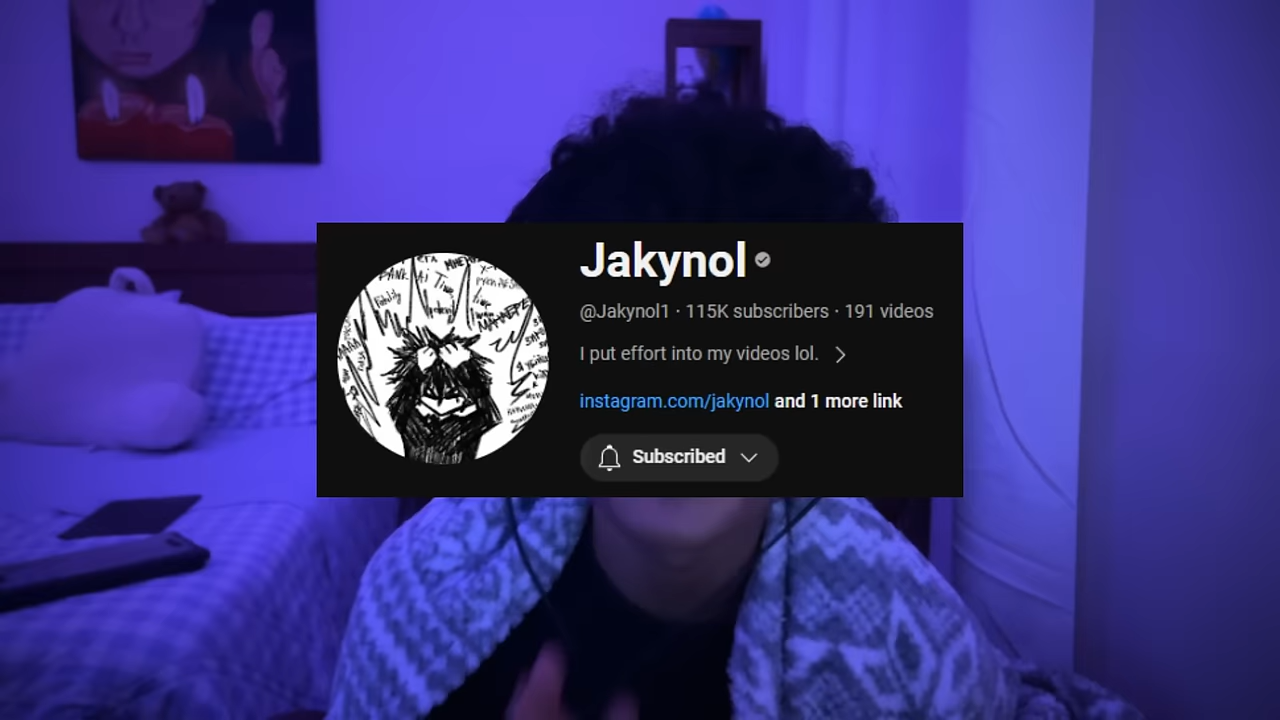 Jakynol
@Jakynol1 · 115K subscribers · 191 videos
I put effort into my videos lol.
instagram.com/jakynol and 1 more link
Subscribed